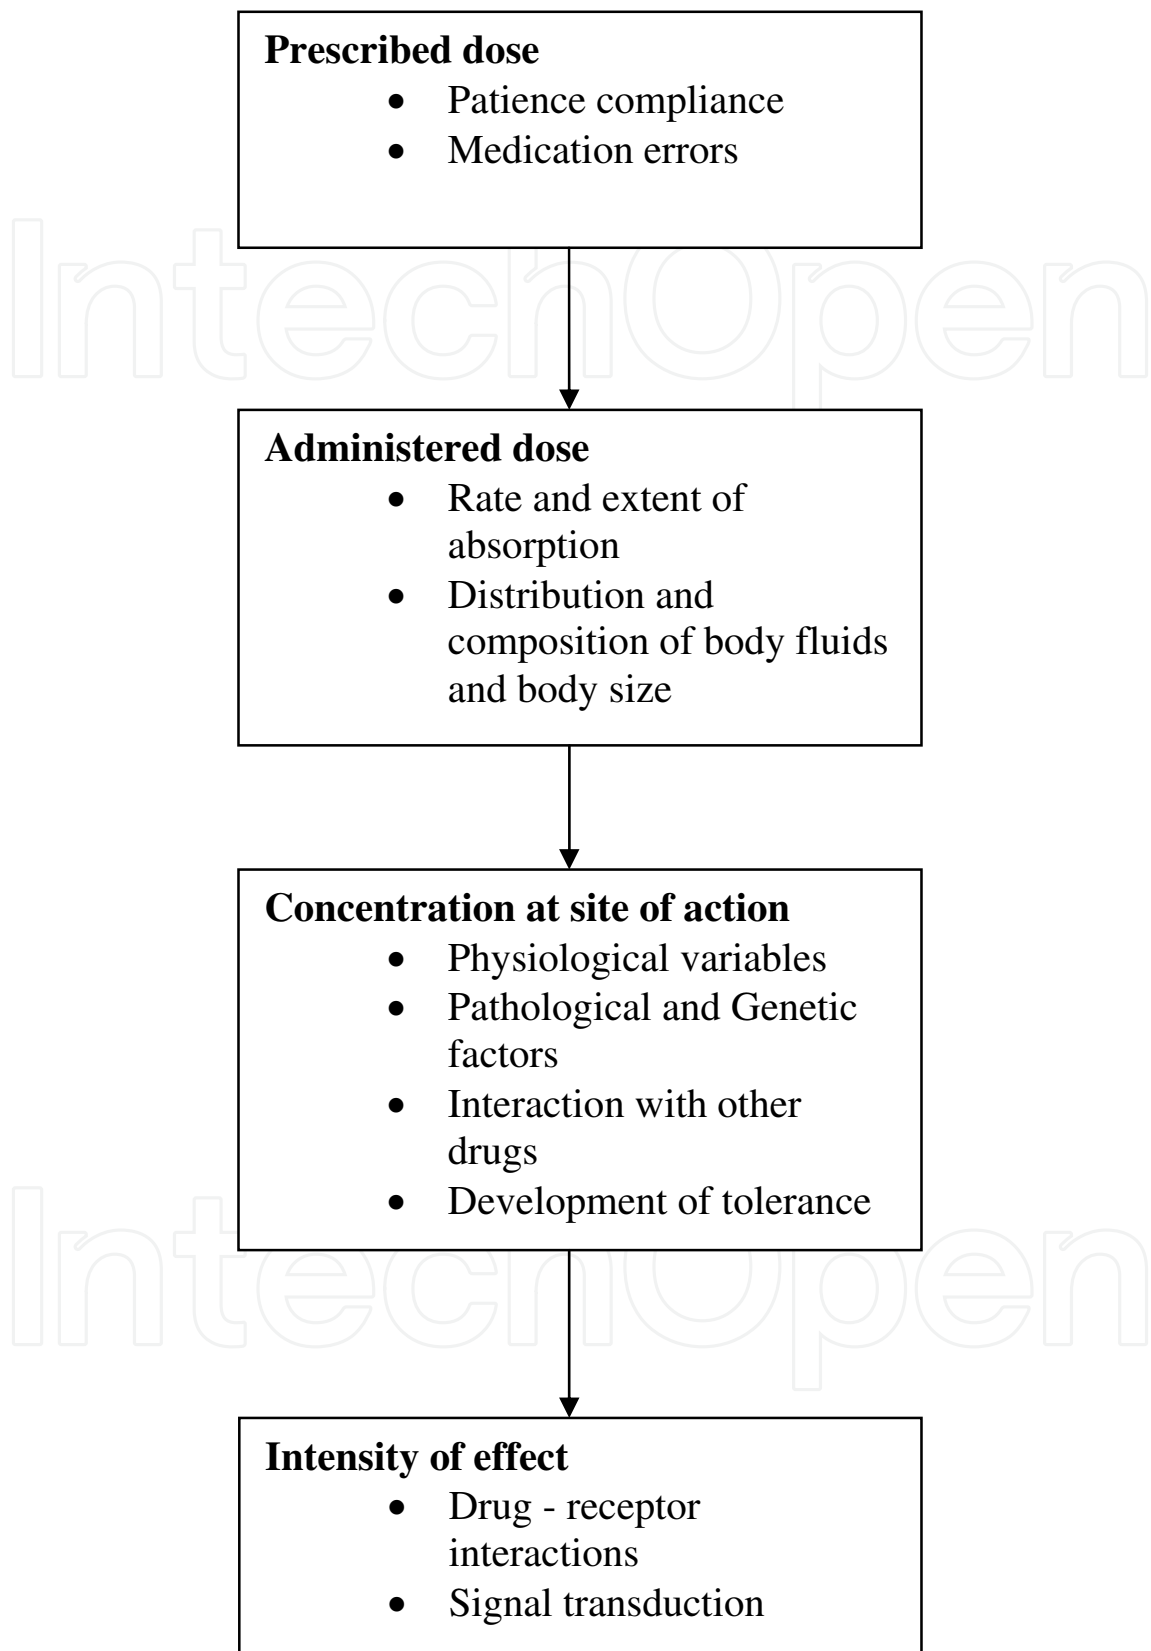 Prescribed dose
• Patience compliance
• Medication errors
IntechOpen
Administered dose
• Rate and extent of
absorption
• Distribution and
composition of body fluids
and body size
Concentration at site of action
• Physiological variables
• Pathological and Genetic
factors
• Interaction with other
drugs
• Development of tolerance
IntechOpen
Intensity of effect
• Drug - receptor
interactions
• Signal transduction